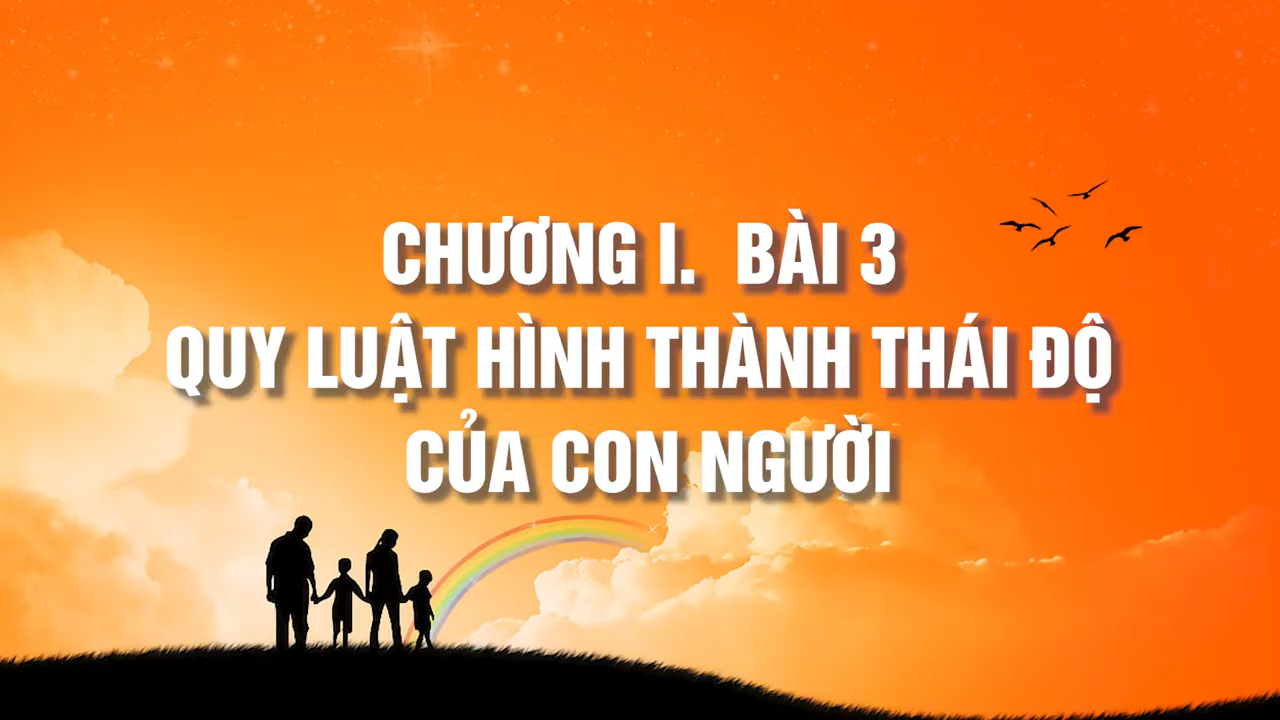 CHƯƠNG I.  BÀI 3
QUY LUẬT HÌNH THÀNH THÁI ĐỘ
CỦA CON NGƯỜI